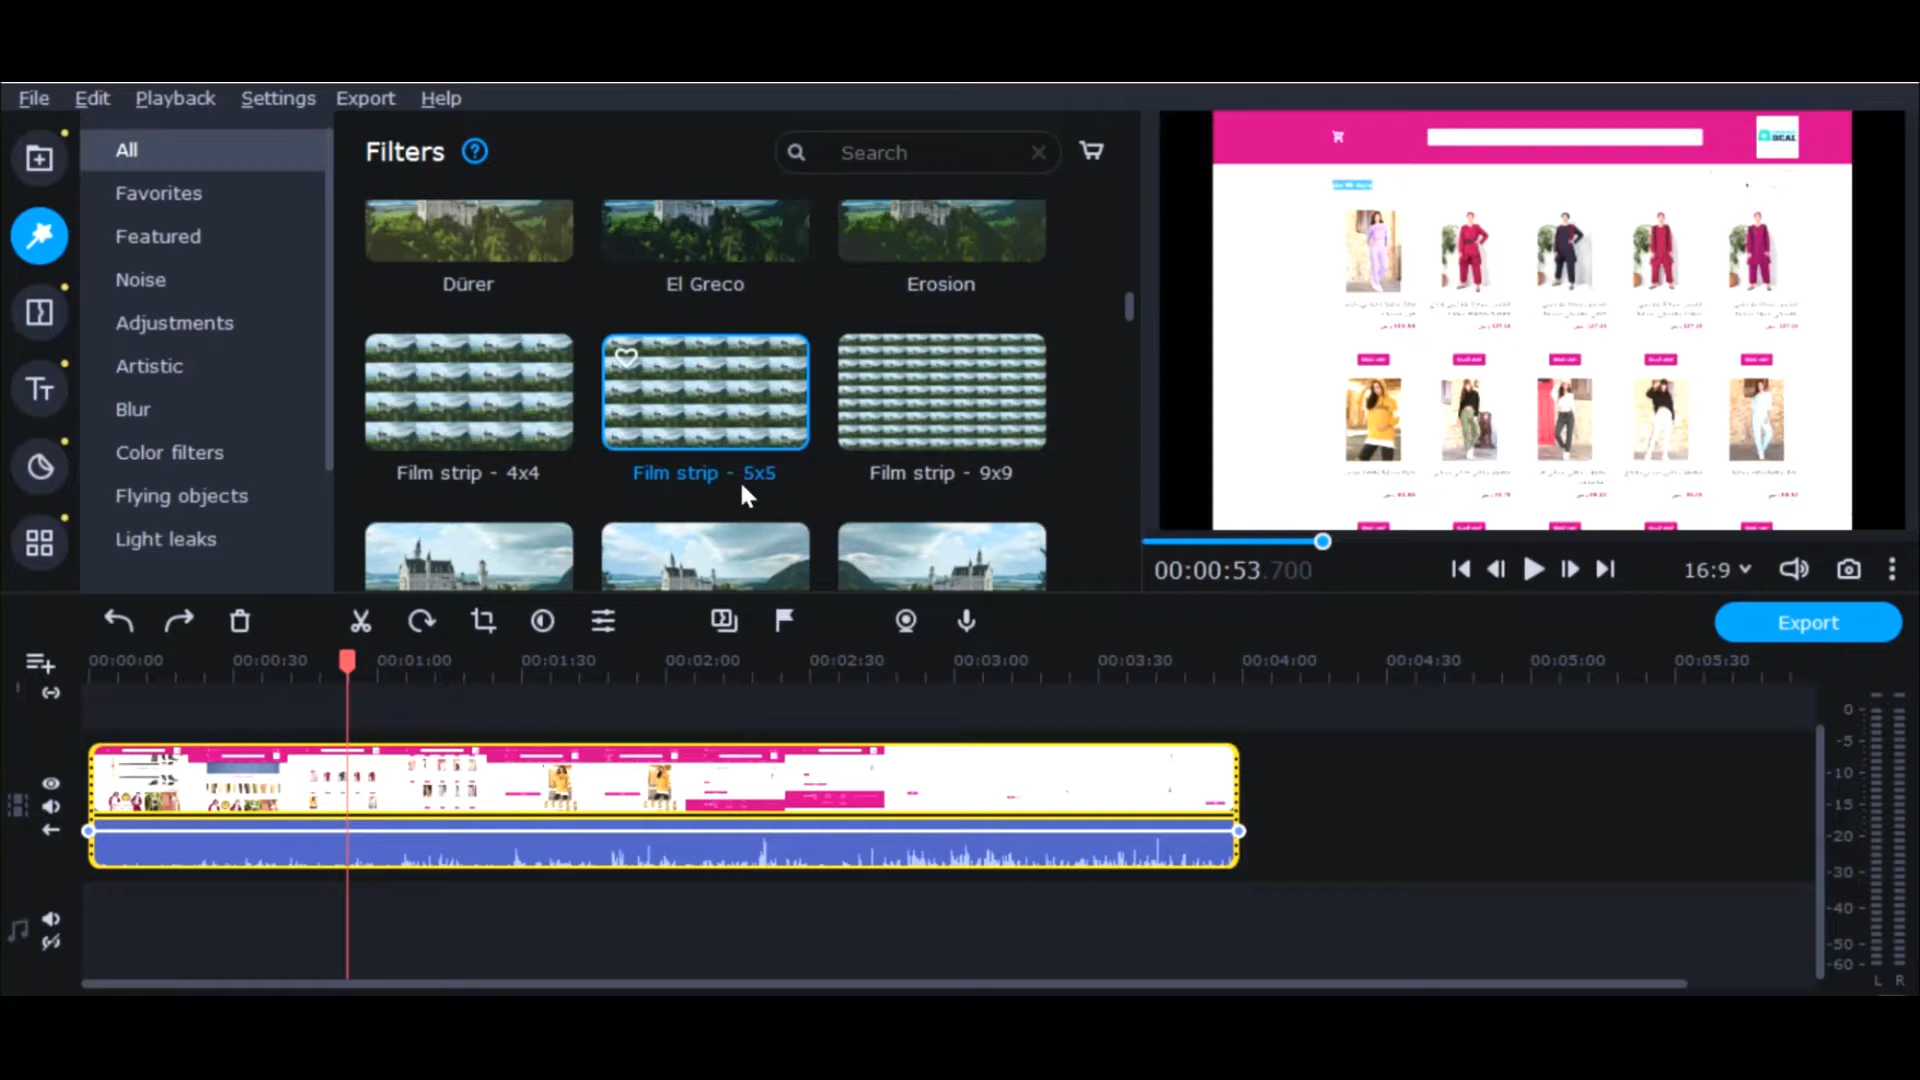 File Edit Playback Settings Export Help
All
Favorites
Featured
Noise
Adjustments
Artistic
Blur
Color filters
Flying objects
Light leaks
Filters ?
Search
Dürer El Greco Erosion
Film strip - 4x4 Film strip - 5x5 Film strip - 9x9
DEAL
00:00:53.700
16:9
Export
00:00:00 00:00:30 00:01:00 00:01:30 00:02:00 00:02:30 00:03:00 00:03:30 00:04:00 00:04:30 00:05:00 00:05:30
0
-5
-10
-15
-20
-30
-40
-50
-60
L R